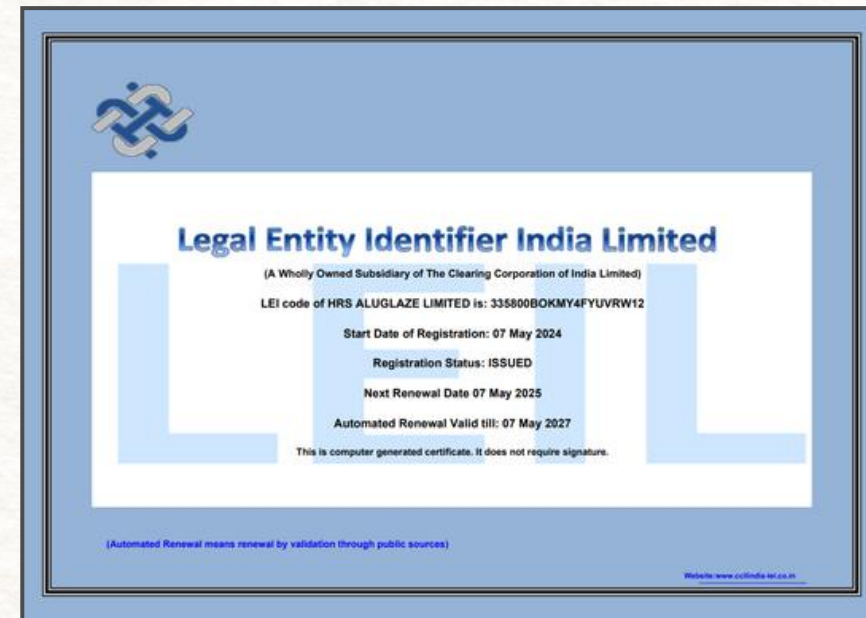 Legal Entity Identifier India Limited
(A Wholly Owned Subsidiary of The Clearing Corporation of India Limited)
LEI code of HRS ALUGLAZE LIMITED is: 335800BOKMY4FYUVRW12
Start Date of Registration: 07 May 2024
Registration Status: ISSUED
Next Renewal Date 07 May 2025
Automated Renewal Valid till: 07 May 2027
This is computer generated certificate. It does not require signature.
LEIL
(Automated Renewal means renewal by validation through public sources)
Website:www.ccilindia-lei.co.in